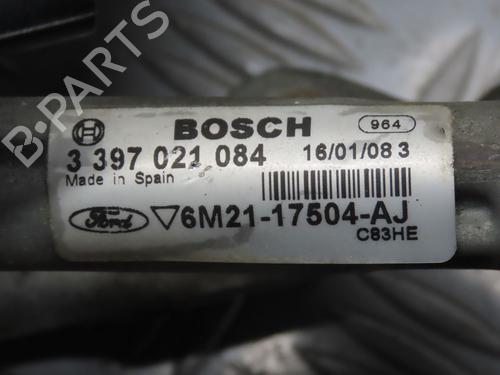 B-PARTS
BOSCH
964
3 397 021 084
16/01/08 3
Made in Spain
Ford
6M21-17504-AJ
C83HE